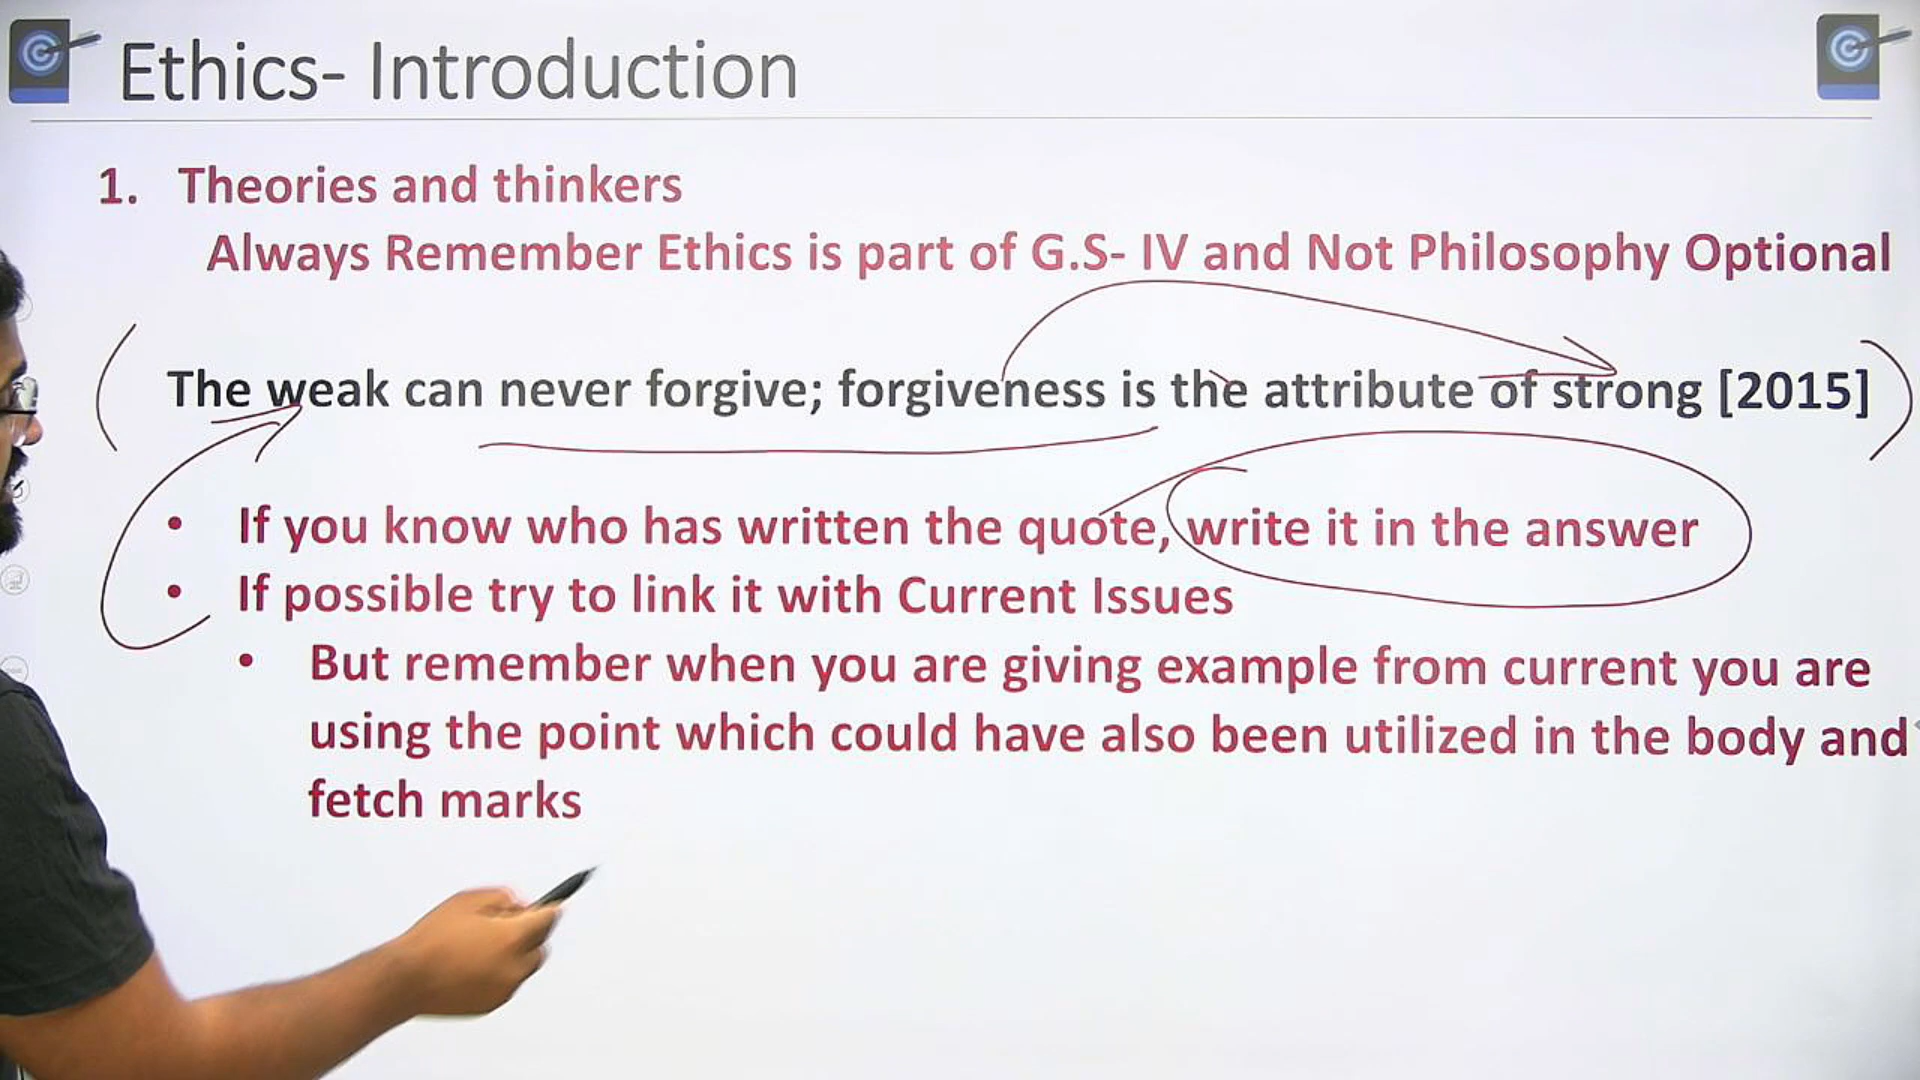 Ethics- Introduction
1. Theories and thinkers
Always Remember Ethics is part of G.S- IV and Not Philosophy Optional
The weak can never forgive; forgiveness is the attribute of strong [2015]
• If you know who has written the quote, write it in the answer
• If possible try to link it with Current Issues
• But remember when you are giving example from current you are
using the point which could have also been utilized in the body and
fetch marks